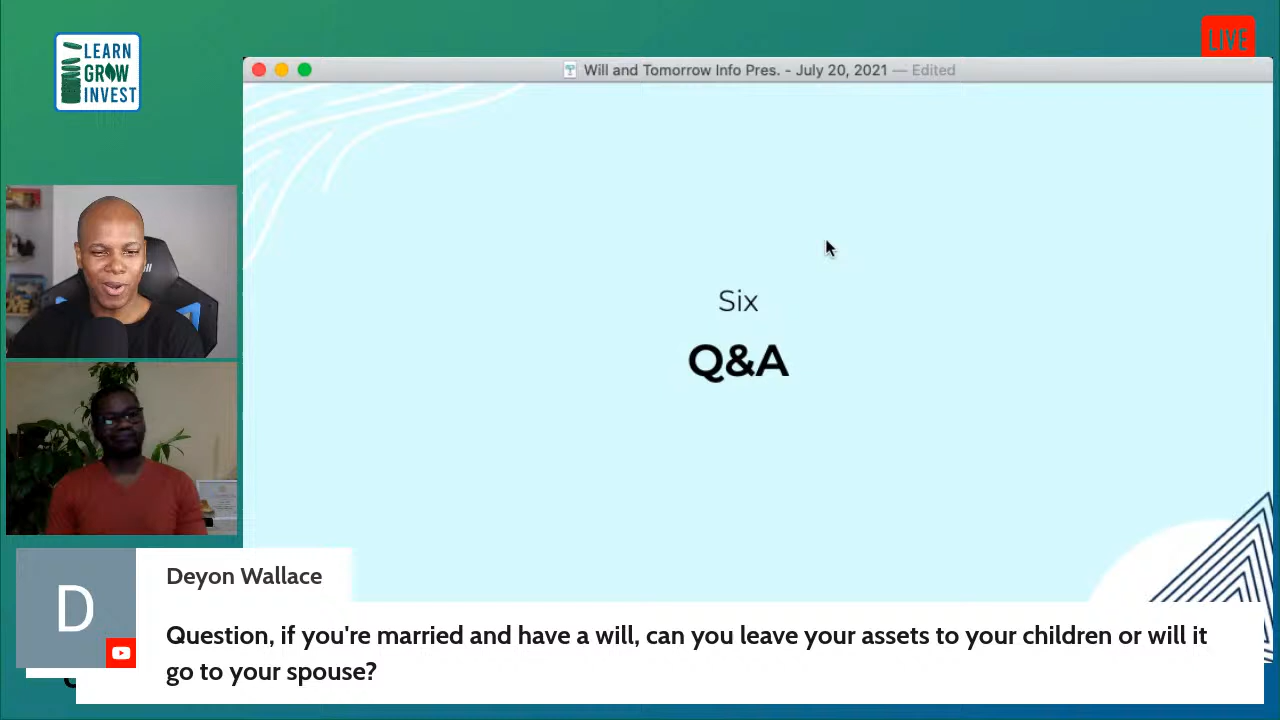 LEARN
GROW
INVEST
LIVE
Will and Tomorrow Info Pres. - July 20, 2021 — Edited
Six
Q&A
D
Deyon Wallace
Question, if you're married and have a will, can you leave your assets to your children or will it
go to your spouse?